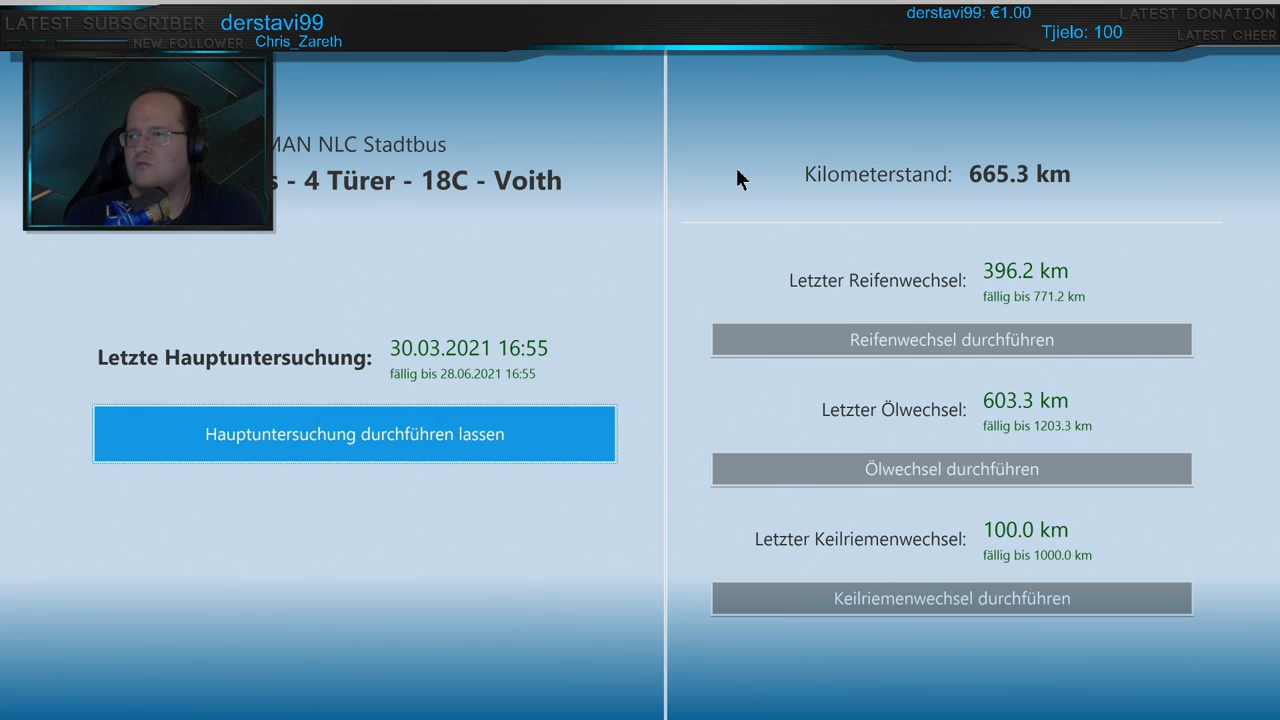 LATEST SUBSCRIBER derstavi99
NEW FOLLOWER Chris_Zareth
derstavi99: €1.00 LATEST DONATION
Tjielo: 100 LATEST CHEER
MAN NLC Stadtbus
- 4 Türer - 18C - Voith
Letzte Hauptuntersuchung: 30.03.2021 16:55
fällig bis 28.06.2021 16:55
Hauptuntersuchung durchführen lassen
Kilometerstand: 665.3 km
Letzter Reifenwechsel: 396.2 km
fällig bis 771.2 km
Reifenwechsel durchführen
Letzter Ölwechsel: 603.3 km
fällig bis 1203.3 km
Ölwechsel durchführen
Letzter Keilriemenwechsel: 100.0 km
fällig bis 1000.0 km
Keilriemenwechsel durchführen